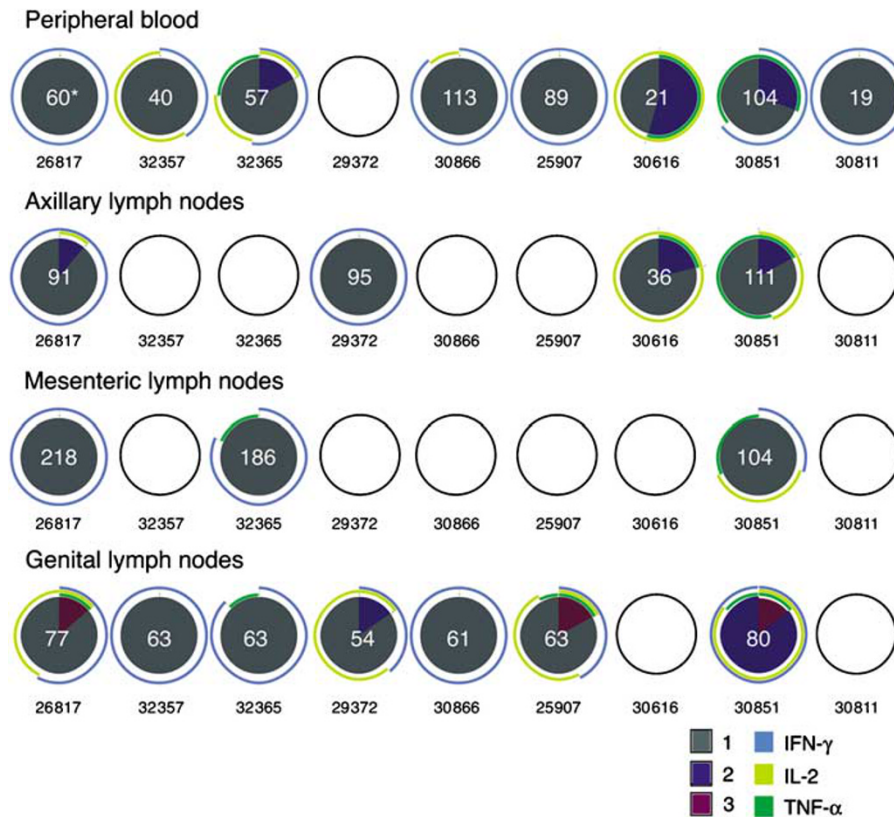 Peripheral blood
60* 40 57 113 89 21 104 19
26817 32357 32365 29372 30866 25907 30616 30851 30811
Axillary lymph nodes
91 95 36 111
26817 32357 32365 29372 30866 25907 30616 30851 30811
Mesenteric lymph nodes
218 186 104
26817 32357 32365 29372 30866 25907 30616 30851 30811
Genital lymph nodes
77 63 63 54 61 63 80
26817 32357 32365 29372 30866 25907 30616 30851 30811
1 IFN-γ
2 IL-2
3 TNF-α